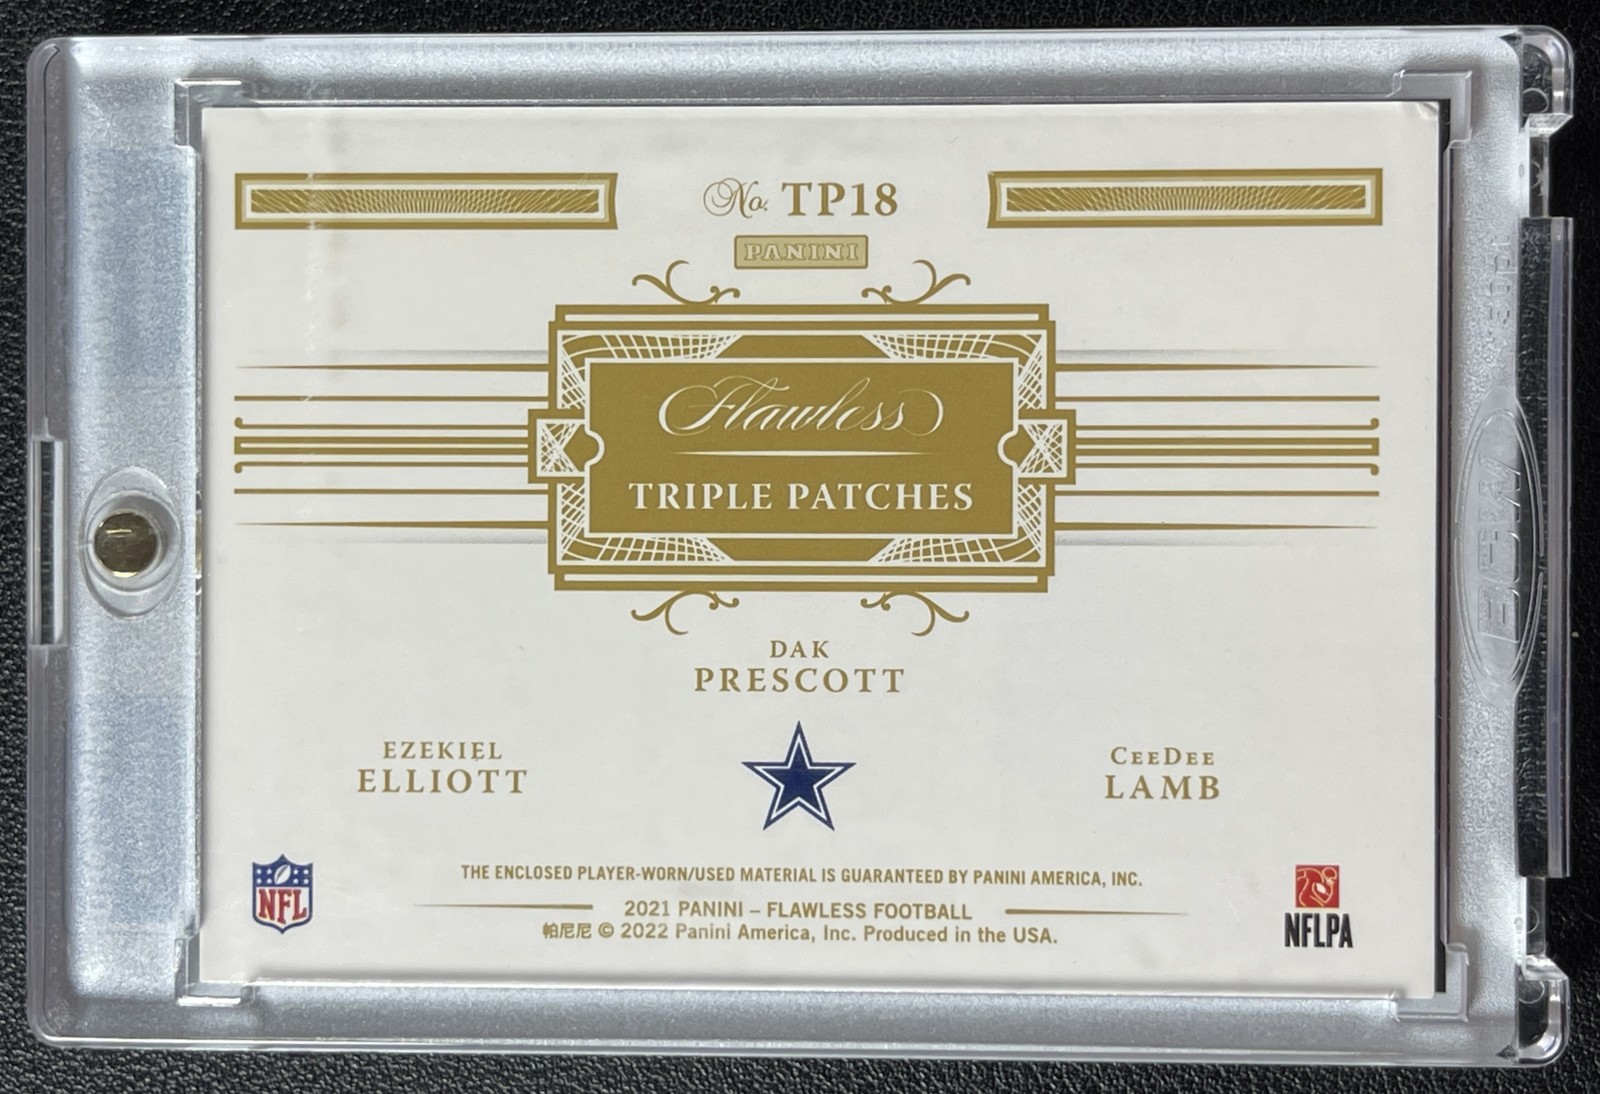 No. TP18
PANINI
Flawless
TRIPLE PATCHES
DAK
PRESCOTT
EZEKIEL
ELLIOTT
CEEDEE
LAMB
THE ENCLOSED PLAYER-WORN/USED MATERIAL IS GUARANTEED BY PANINI AMERICA, INC.
2021 PANINI – FLAWLESS FOOTBALL
帕尼尼 © 2022 Panini America, Inc. Produced in the USA.
NFL
NFLPA
BCW